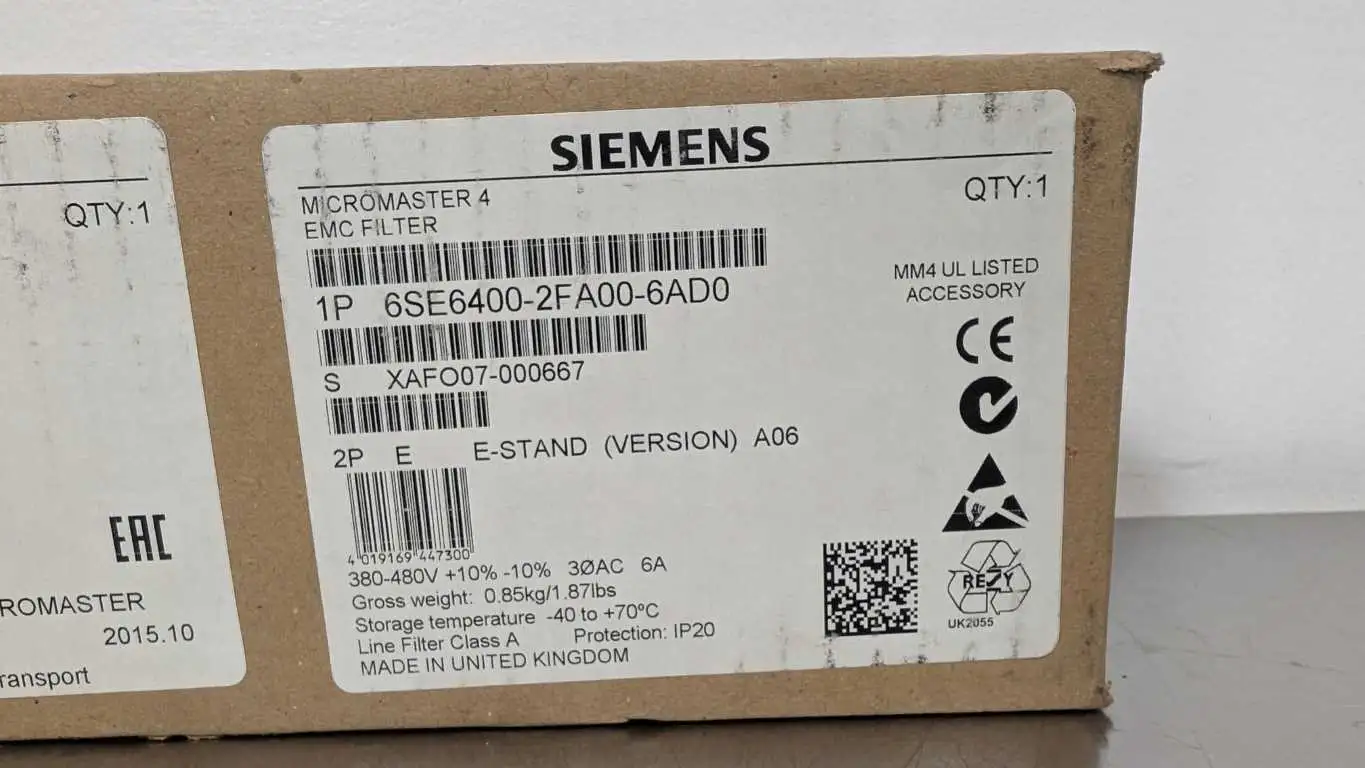 QTY:1
EAC
ROMASTER
2015.10
ransport
SIEMENS
MICROMASTER 4
EMC FILTER
QTY:1
1P 6SE6400-2FA00-6AD0
MM4 UL LISTED
ACCESSORY
CE
S XAFO07-000667
2P E E-STAND (VERSION) A06
4 019169 447300
380-480V +10% -10% 3ØAC 6A
Gross weight: 0.85kg/1.87lbs
Storage temperature -40 to +70ºC
Line Filter Class A Protection: IP20
MADE IN UNITED KINGDOM
RESY
UK2055